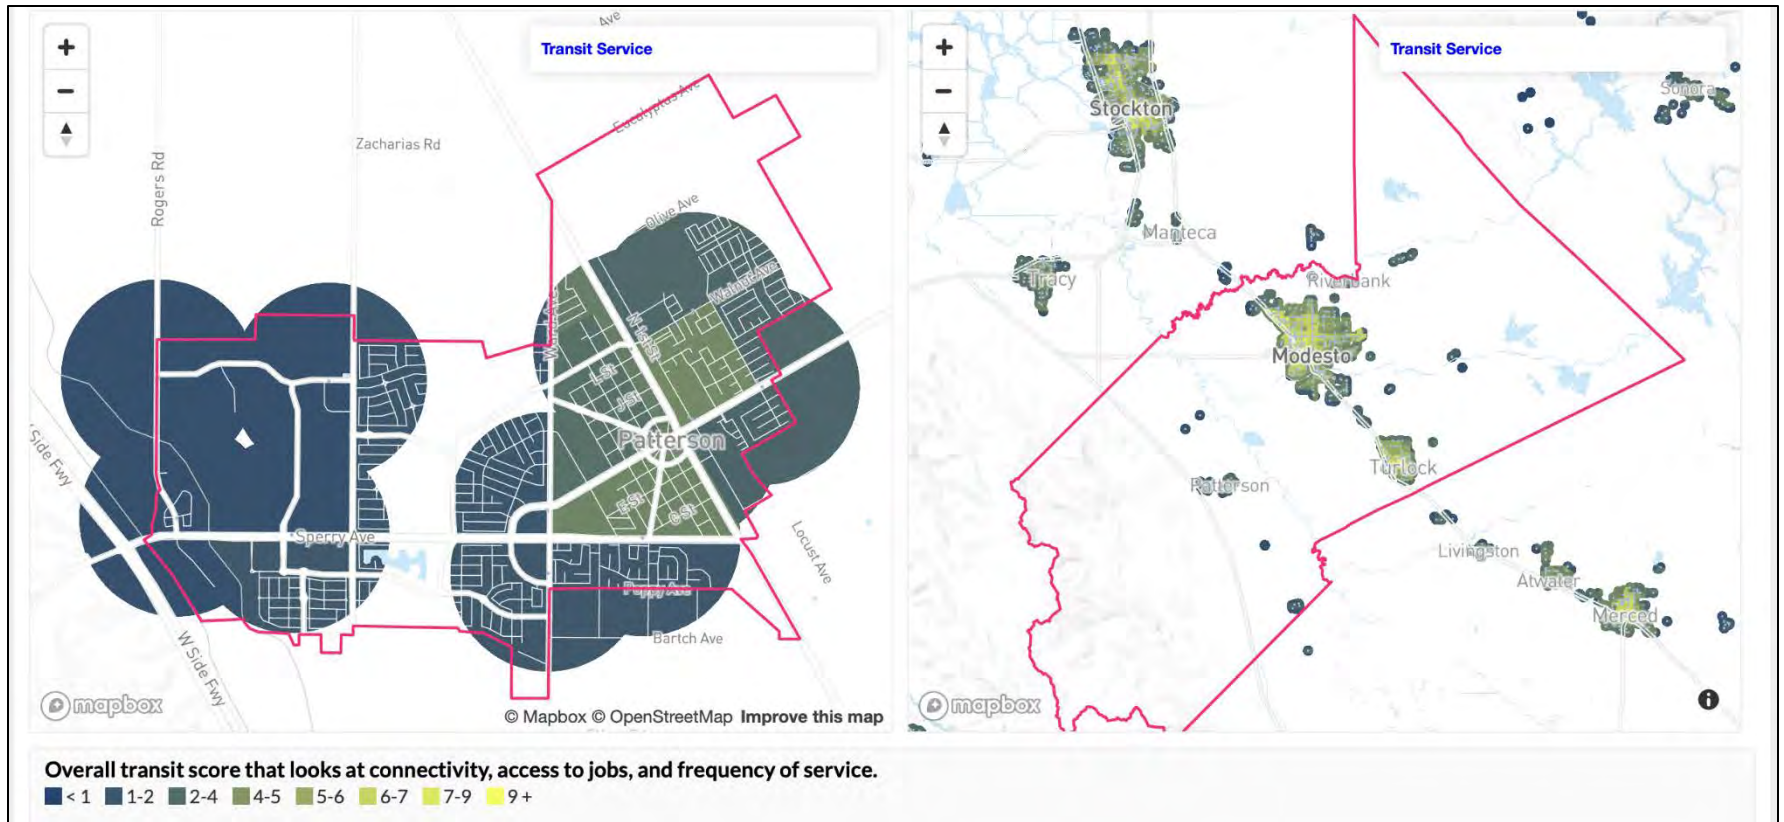 Ave
Transit Service
Eucalyptus Ave
Zacharias Rd
Rogers Rd
Olive Ave
Walnut Ave
Ward Ave
N 1st St
L St
J St
Patterson
E St
C St
Side Fwy
Sperry Ave
Locust Ave
Poppy Ave
Bartch Ave
W Side Fwy
mapbox
© Mapbox © OpenStreetMap Improve this map
Transit Service
Sonora
Stockton
Manteca
Tracy
Riverbank
Modesto
Turlock
Patterson
Livingston
Atwater
Merced
mapbox
Overall transit score that looks at connectivity, access to jobs, and frequency of service.
< 1 1-2 2-4 4-5 5-6 6-7 7-9 9 +